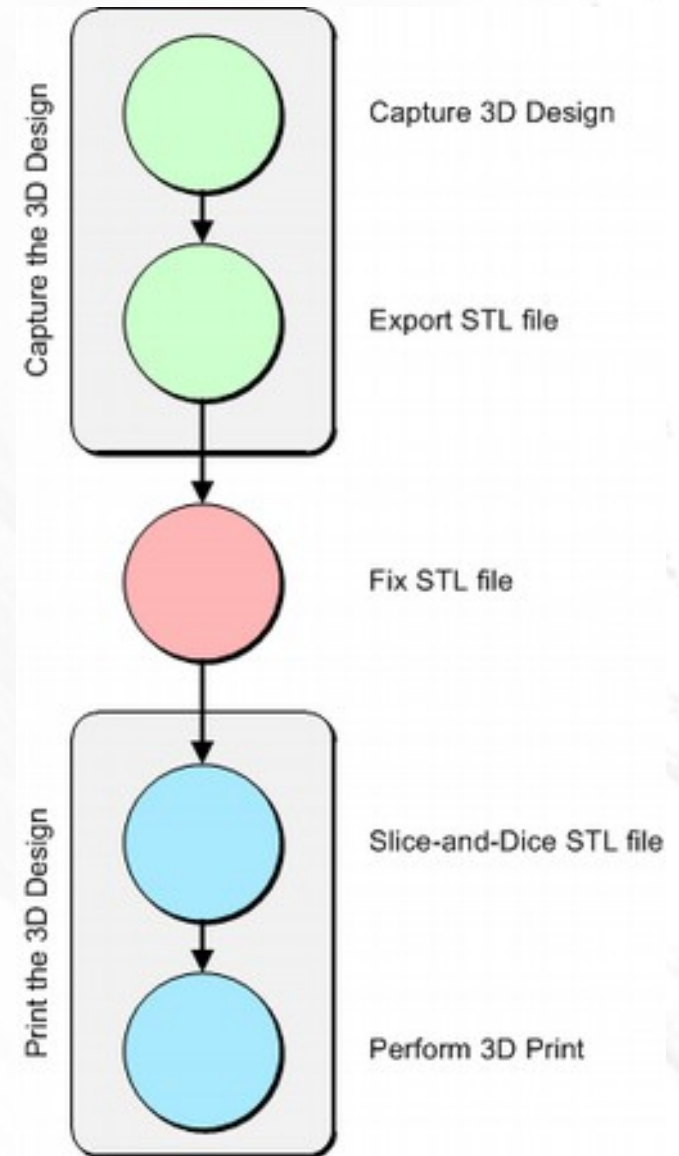 Capture the 3D Design
Capture 3D Design
Export STL file
Fix STL file
Print the 3D Design
Slice-and-Dice STL file
Perform 3D Print